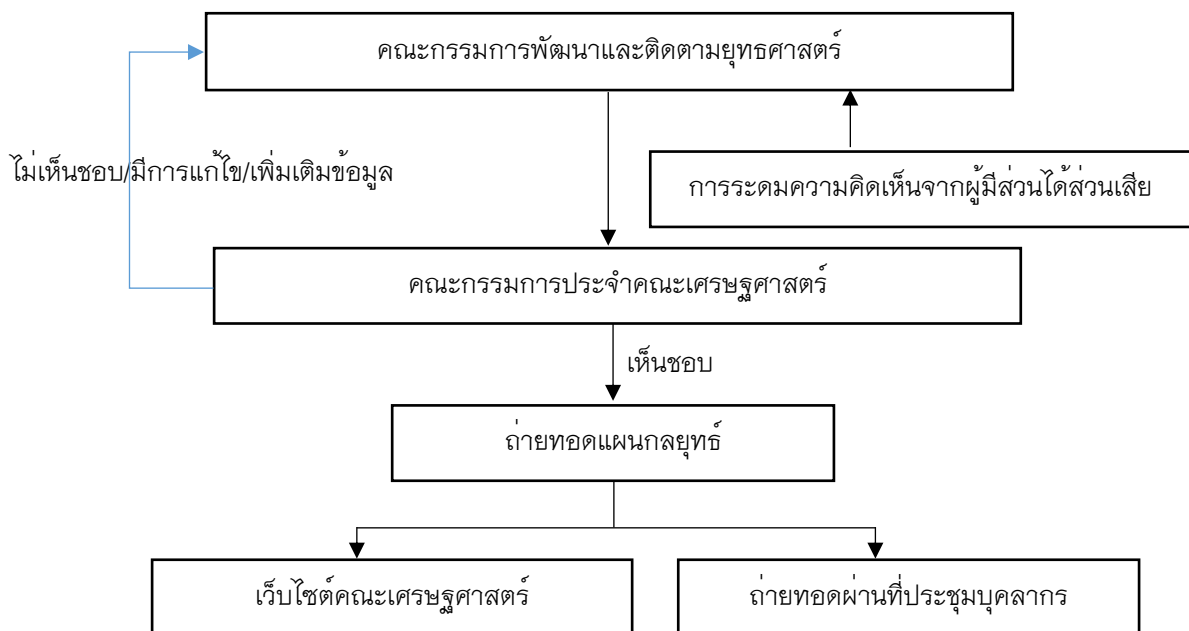 คณะกรรมการพัฒนาและติดตามยุทธศาสตร์
ไม่เห็นชอบ/มีการแก้ไข/เพิ่มเติมข้อมูล
การระดมความคิดเห็นจากผู้มีส่วนได้ส่วนเสีย
คณะกรรมการประจำคณะเศรษฐศาสตร์
เห็นชอบ
ถ่ายทอดแผนกลยุทธ์
เว็บไซต์คณะเศรษฐศาสตร์
ถ่ายทอดผ่านที่ประชุมบุคลากร